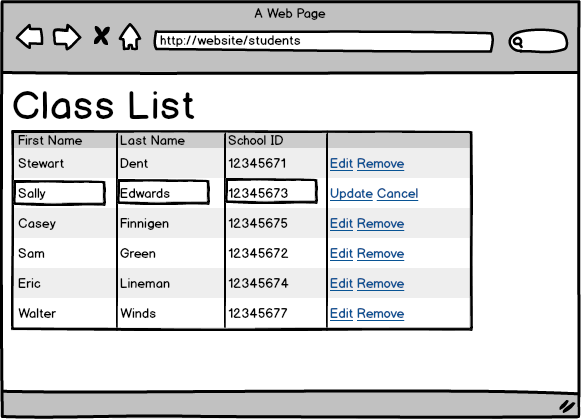 A Web Page
http://website/students
Class List
First Name Last Name School ID
Stewart Dent 12345671 Edit Remove
Sally Edwards 12345673 Update Cancel
Casey Finnigen 12345675 Edit Remove
Sam Green 12345672 Edit Remove
Eric Lineman 12345674 Edit Remove
Walter Winds 12345677 Edit Remove